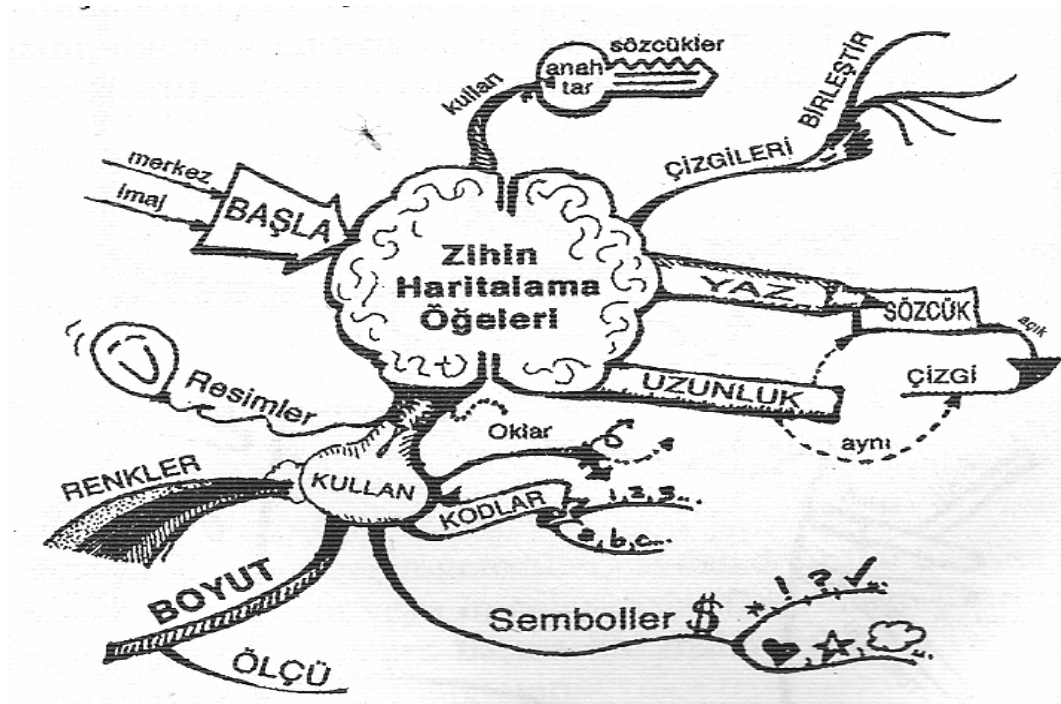 sözcükler
anah
tar
kullan
BİRLEŞTİR
ÇİZGİLERİ
merkez
imaj
BAŞLA
Zihin
Haritalama
Öğeleri
YAZ
SÖZCÜK
açık
ÇİZGİ
UZUNLUK
aynı
Resimler
Oklar
RENKLER
KULLAN
KODLAR
1,2,3...
a,b,c...
BOYUT
ÖLÇÜ
Semboller $
*, !, ?, ✓...